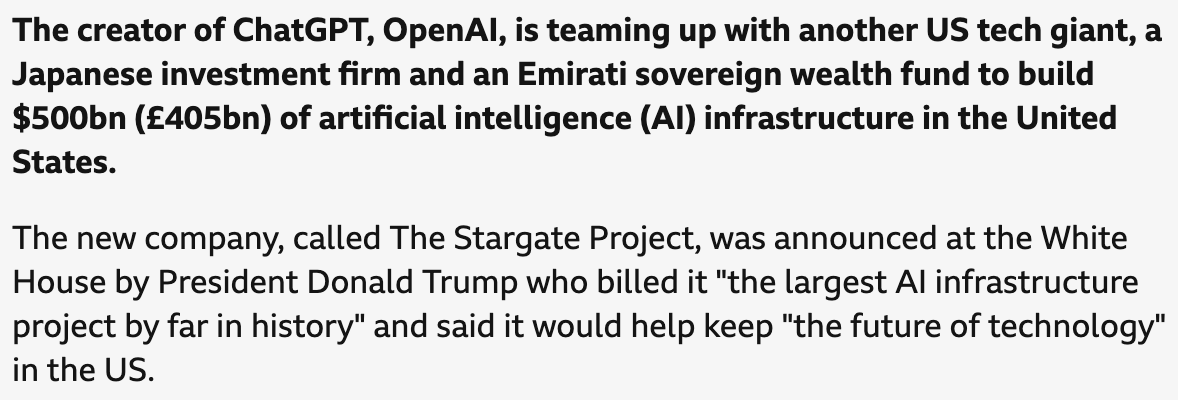 The creator of ChatGPT, OpenAI, is teaming up with another US tech giant, a
Japanese investment firm and an Emirati sovereign wealth fund to build
$500bn (£405bn) of artificial intelligence (AI) infrastructure in the United
States.
The new company, called The Stargate Project, was announced at the White
House by President Donald Trump who billed it "the largest AI infrastructure
project by far in history" and said it would help keep "the future of technology"
in the US.